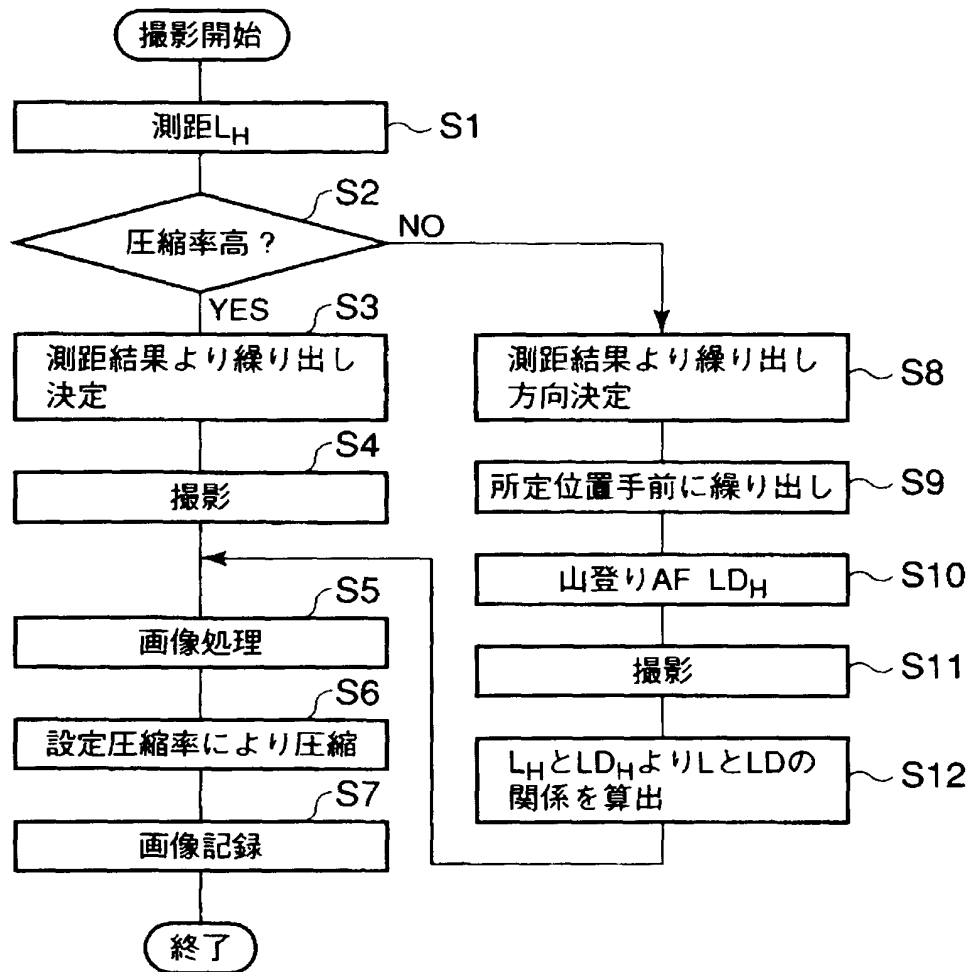 撮影開始
測距LH
S1
圧縮率高?
S2
NO
YES
測距結果より繰り出し
決定
S3
撮影
S4
画像処理
S5
設定圧縮率により圧縮
S6
画像記録
S7
終了
測距結果より繰り出し
方向決定
S8
所定位置手前に繰り出し
S9
山登りAF LDH
S10
撮影
S11
LHとLDHよりLとLDの
関係を算出
S12